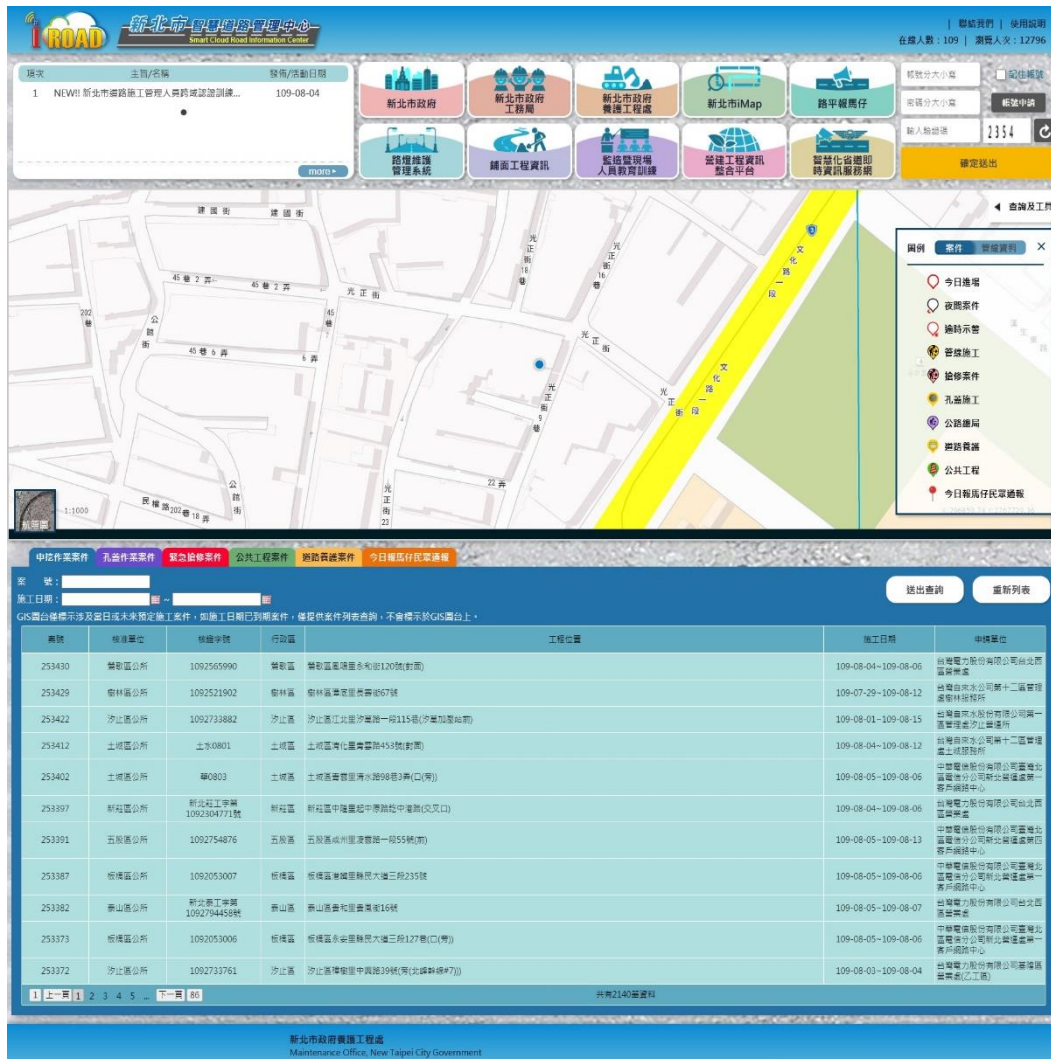 iROAD
新北市智慧道路管理中心
Smart Cloud Road Information Center
| 聯絡我們 | 使用說明
在線人數：109 | 瀏覽人次：12796
項次 主旨/名稱 發佈/活動日期
1 NEW!! 新北市道路施工管理人員跨域認證訓練... 109-08-04
more
新北市政府
新北市政府
工務局
新北市政府
養護工程處
新北市iMap
路平報馬仔
路燈維護
管理系統
鋪面工程資訊
監造暨現場
人員教育訓練
營建工程資訊
整合平台
智慧化省道即
時資訊服務網
帳號分大小寫 記住帳號
密碼分大小寫 帳號申請
輸入驗證碼 2354
確定送出
查詢及工具
建國街 建國街
光正街18巷
光正街16巷
文化路一段
45巷2弄 45巷2弄
光正街
202巷
公館街
45巷
45巷6弄 6弄
光正街
文化路一段
光正街9巷
光正街
民權路202巷18弄
公館街
22弄
光正街23
1:1000
圖例 案件 管線資料 ×
今日進場
夜間案件
逾時示警
管線施工
搶修案件
孔蓋施工
公路總局
道路養護
公共工程
今日報馬仔民眾通報
中挖作業案件 孔蓋作業案件 緊急搶修案件 公共工程案件 道路養護案件 今日報馬仔民眾通報
案 號：
施工日期： ~
送出查詢 重新列表
GIS圖台僅標示涉及當日或未來預定施工案件，如施工日期已到期案件，僅提供案件列表查詢，不會標示於GIS圖台上。
案號 核准單位 核證字號 行政區 工程位置 施工日期 申請單位
253430 鶯歌區公所 1092565990 鶯歌區 鶯歌區鳳鳴里永和街120號(對面) 109-08-04~109-08-06 台灣電力股份有限公司台北西區營業處
253429 樹林區公所 1092521902 樹林區 樹林區潭底里長壽街67號 109-07-29~109-08-12 台灣自來水公司第十二區管理處樹林服務所
253422 汐止區公所 1092733882 汐止區 汐止區江北里汐萬路一段115巷(汐萬加壓站前) 109-08-01~109-08-15 台灣自來水股份有限公司第一區管理處汐止營運所
253412 土城區公所 土水0801 土城區 土城區清化里青雲路453號(對面) 109-08-04~109-08-12 台灣自來水公司第十二區管理處土城服務所
253402 土城區公所 華0803 土城區 土城區青雲里清水路98巷3弄(口(旁)) 109-08-05~109-08-06 中華電信股份有限公司臺灣北區電信分公司新北營運處第一客戶網路中心
253397 新莊區公所 新北莊工字第1092304771號 新莊區 新莊區中隆里起中原路訖中港路(交叉口) 109-08-04~109-08-06 台灣電力股份有限公司台北西區營業處
253391 五股區公所 1092754876 五股區 五股區成州里凌雲路一段55號(前) 109-08-05~109-08-13 中華電信股份有限公司臺灣北區電信分公司新北營運處第四客戶網路中心
253387 板橋區公所 1092053007 板橋區 板橋區港嘴里縣民大道三段235號 109-08-05~109-08-06 中華電信股份有限公司臺灣北區電信分公司新北營運處第一客戶網路中心
253382 泰山區公所 新北泰工字第1092794458號 泰山區 泰山區貴和里貴鳳街16號 109-08-05~109-08-07 台灣電力股份有限公司台北西區營業處
253373 板橋區公所 1092053006 板橋區 板橋區永安里縣民大道三段127巷(口(旁)) 109-08-05~109-08-06 中華電信股份有限公司臺灣北區電信分公司新北營運處第一客戶網路中心
253372 汐止區公所 1092733761 汐止區 汐止區樟樹里中興路39號(旁(北峰幹線#7))) 109-08-03~109-08-04 台灣電力股份有限公司基隆區營業處(乙工區)
1 上一頁 1 2 3 4 5 ... 下一頁 86 共有2140筆資料
新北市政府養護工程處
Maintenance Office, New Taipei City Government